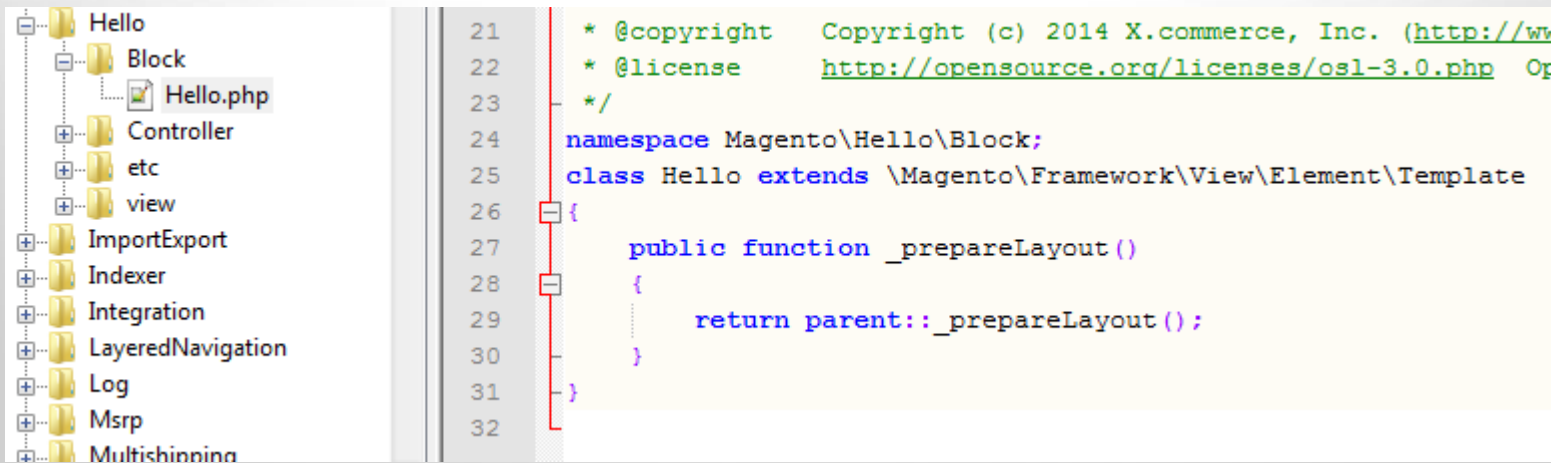 Hello
Block
Hello.php
Controller
etc
view
ImportExport
Indexer
Integration
LayeredNavigation
Log
Msrp
Multishipping
21 * @copyright Copyright (c) 2014 X.commerce, Inc. (http://ww
22 * @license http://opensource.org/licenses/osl-3.0.php Op
23 */
24 namespace Magento\Hello\Block;
25 class Hello extends \Magento\Framework\View\Element\Template
26 {
27 public function _prepareLayout()
28 {
29 return parent::_prepareLayout();
30 }
31 }
32